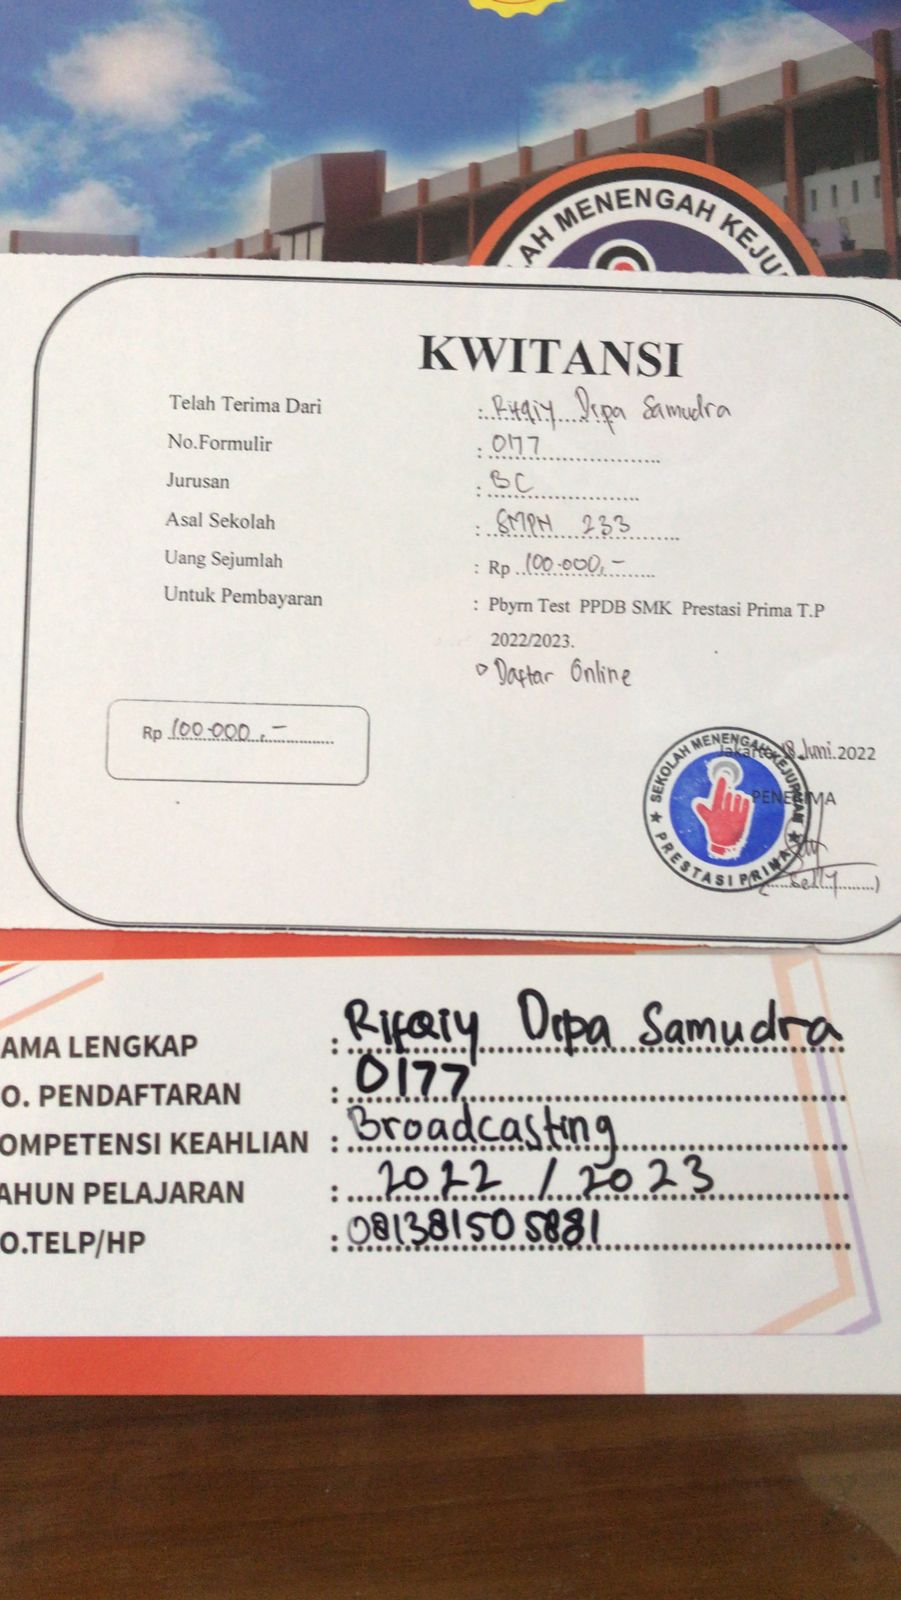 LAH MENENGAH KEJU
KWITANSI
Telah Terima Dari : Rifqiy Dipa Samudra
No.Formulir : 0177
Jurusan : BC
Asal Sekolah : SMPN 233
Uang Sejumlah : Rp 100.000,-
Untuk Pembayaran : Pbyrn Test PPDB SMK Prestasi Prima T.P
2022/2023.
Daftar Online
Rp 100.000,-
Jakarta, 18 Juni 2022
PENERIMA
SEKOLAH MENENGAH KEJURUAN
PRESTASI PRIMA
(Selly)
AMA LENGKAP : Rifqiy Dipa Samudra
O. PENDAFTARAN : 0177
OMPETENSI KEAHLIAN : Broadcasting
AHUN PELAJARAN : 2022 / 2023
O.TELP/HP : 081381505881